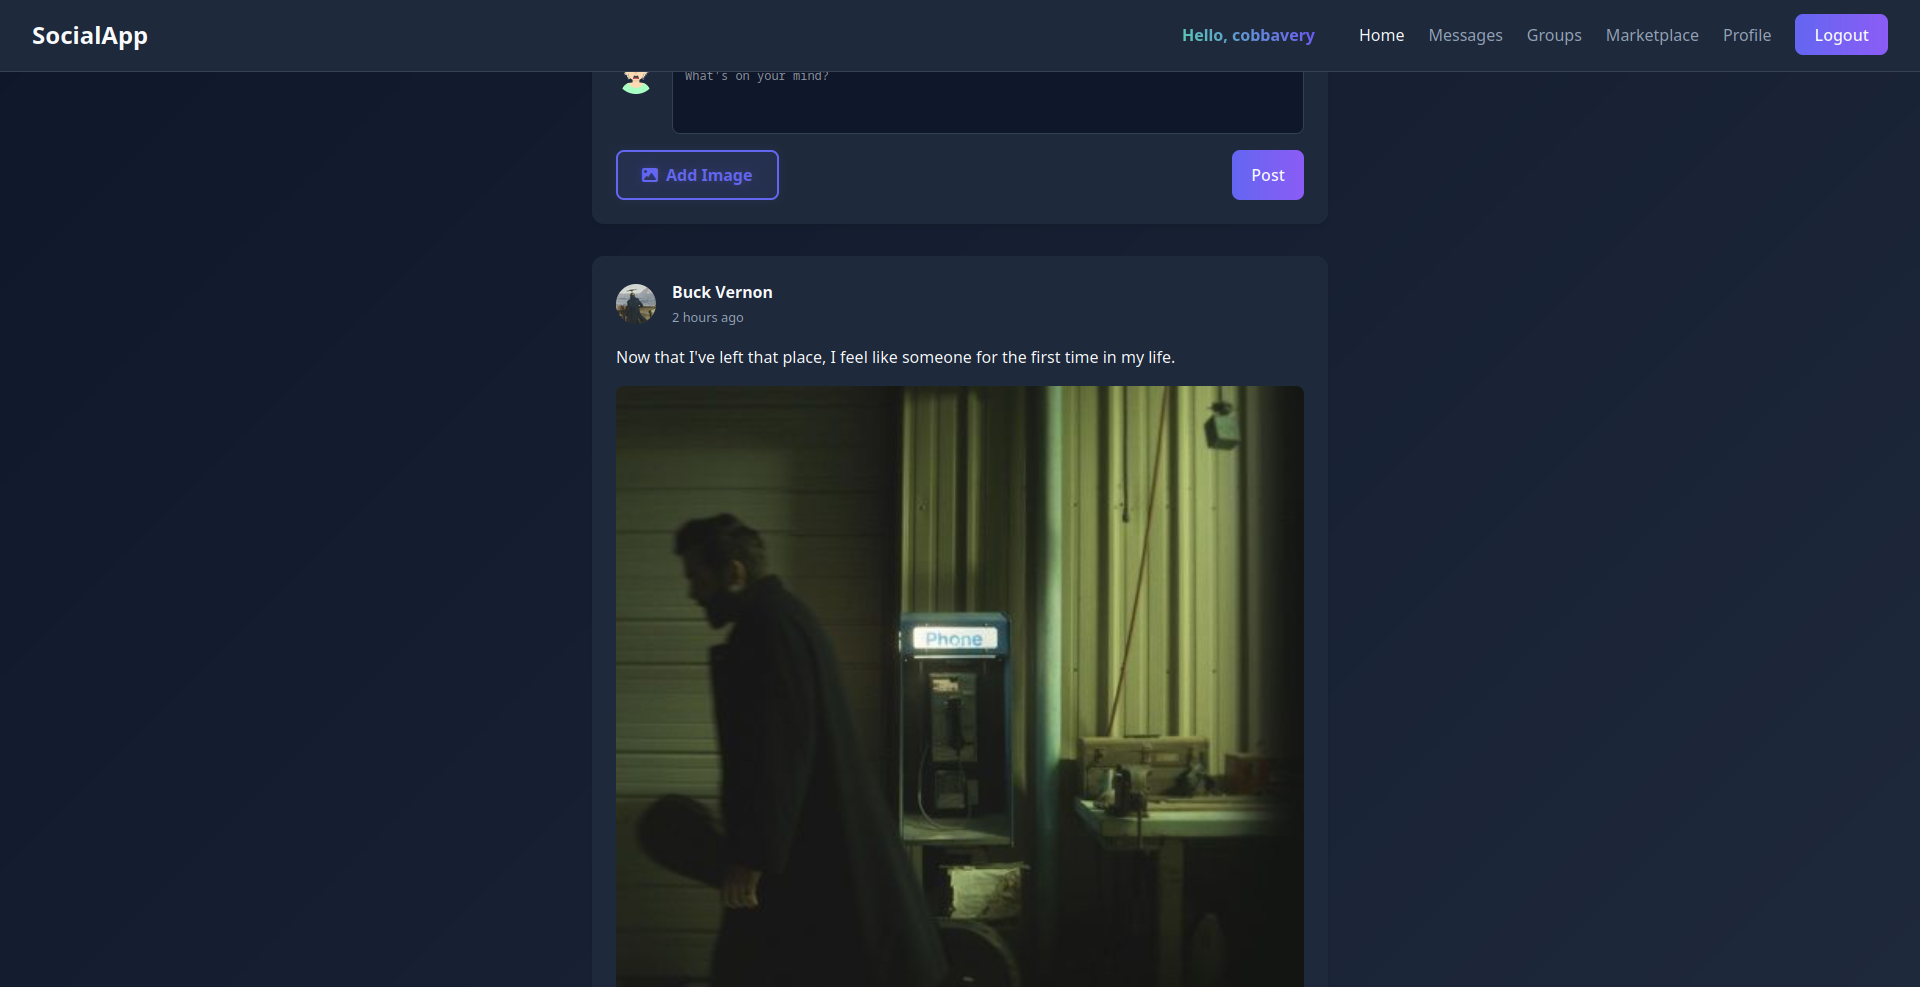 SocialApp
Hello, cobbavery
Home
Messages
Groups
Marketplace
Profile
Logout
What's on your mind?
Add Image
Post
Buck Vernon
2 hours ago
Now that I've left that place, I feel like someone for the first time in my life.
Phone